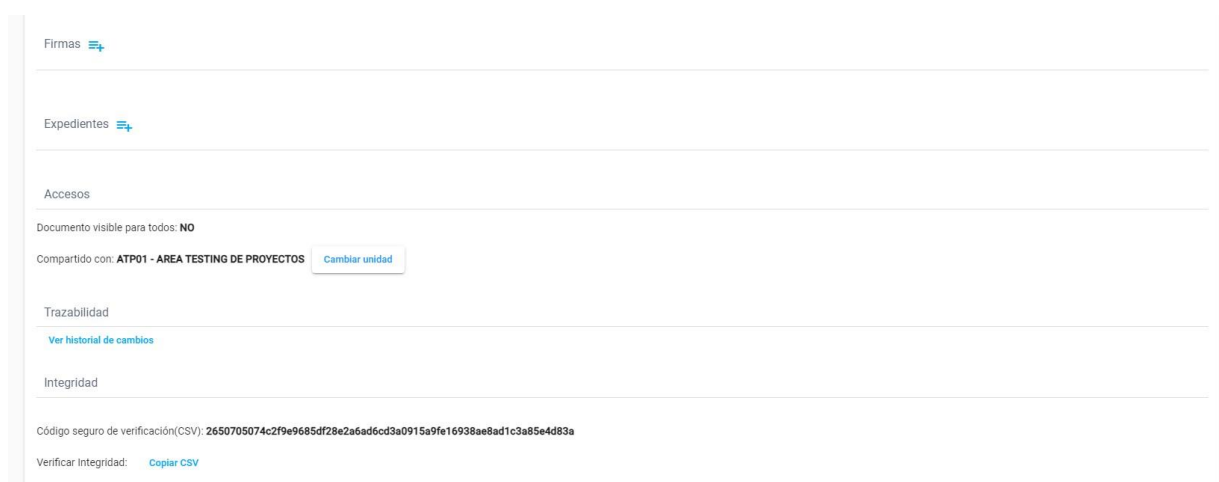 Firmas
Expedientes
Accesos
Documento visible para todos: NO
Compartido con: ATP01 - AREA TESTING DE PROYECTOS Cambiar unidad
Trazabilidad
Ver historial de cambios
Integridad
Código seguro de verificación(CSV): 2650705074c2f9e9685df28e2a6ad6cd3a0915a9fe16938ae8ad1c3a85e4d83a
Verificar Integridad: Copiar CSV